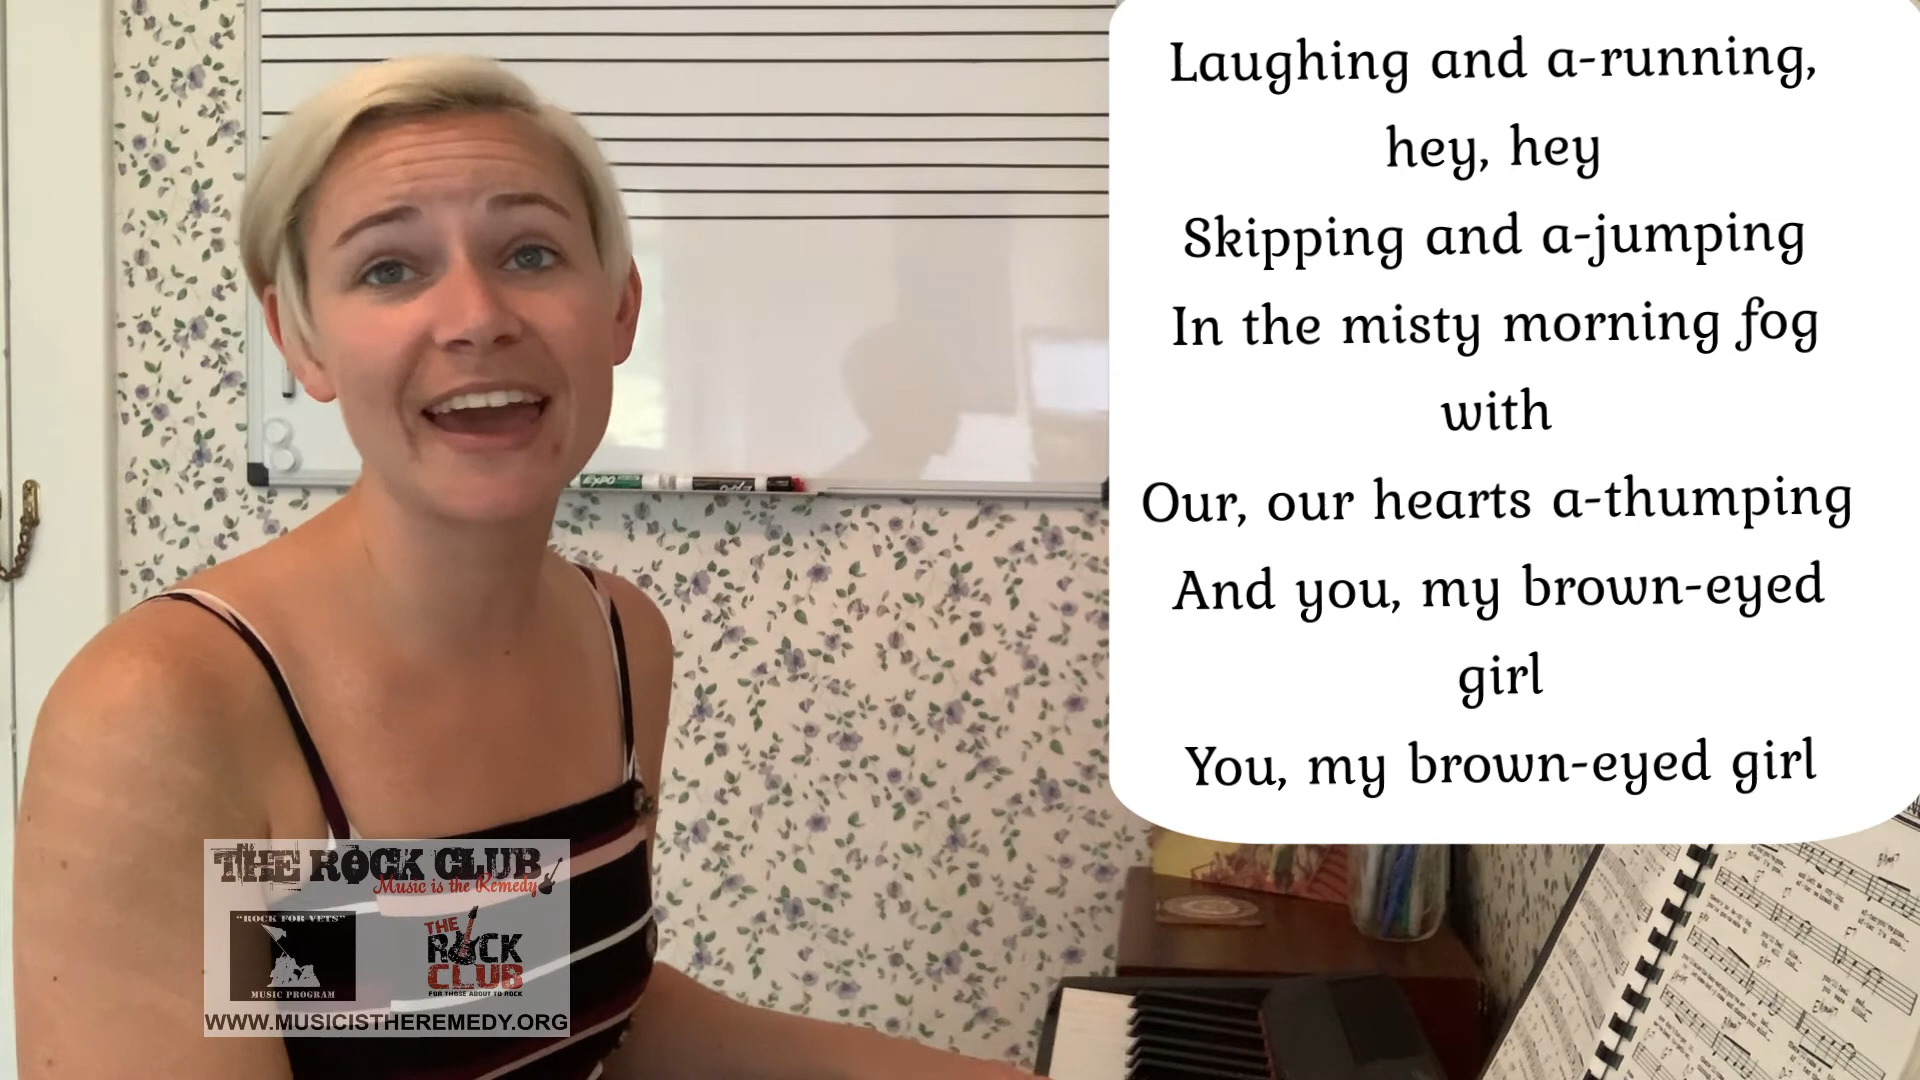 Laughing and a-running,
hey, hey
Skipping and a-jumping
In the misty morning fog
with
Our, our hearts a-thumping
And you, my brown-eyed
girl
You, my brown-eyed girl
EXPO
THE ROCK CLUB
Music is the Remedy
"ROCK FOR VETS"
MUSIC PROGRAM
THE
ROCK
CLUB
FOR THOSE ABOUT TO ROCK
WWW.MUSICISTHEREMEDY.ORG